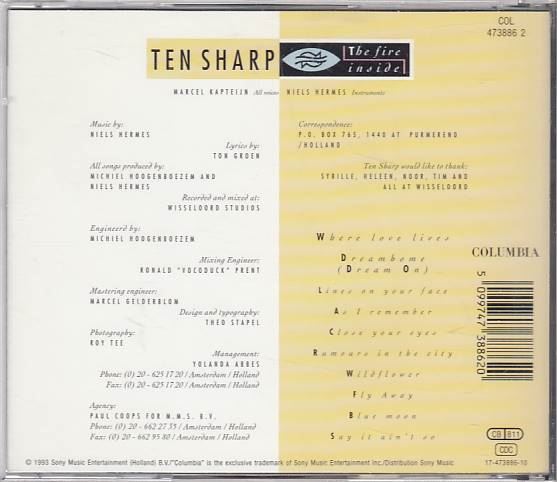 COL
473886 2
TEN SHARP
The fire
inside
MARCEL KAPTEIJN All voices NIELS HERMES Instruments
Music by:
NIELS HERMES
Lyrics by:
TON GROEN
All songs produced by:
MICHIEL HOOGENBOEZEM AND
NIELS HERMES
Recorded and mixed at:
WISSELOORD STUDIOS
Engineerd by:
MICHIEL HOOGENBOEZEM
Mixing Engineer:
RONALD "VOCODUCK" PRENT
Mastering engineer:
MARCEL GELDERBLOM
Design and typography:
THEO STAPEL
Photography:
ROY TEE
Management:
YOLANDA ABBES
Phone: (0) 20 - 625 17 20 / Amsterdam / Holland
Fax: (0) 20 - 625 17 20 / Amsterdam / Holland
Agency:
PAUL COOPS FOR M.M.S. B.V.
Phone: (0) 20 - 662 27 35 / Amsterdam / Holland
Fax: (0) 20 - 662 95 80 / Amsterdam / Holland
Correspondence:
P.O. BOX 765, 1440 AT PURMEREND
/HOLLAND
Ten Sharp would like to thank:
SYBILLE, HELEEN, NOOR, TIM AND
ALL AT WISSELOORD
Where love lives
Dreamhome
(Dream On)
Lines on your face
As I remember
Close your eyes
Rumours in the city
Wildflower
Fly Away
Blue moon
Say it ain't so
COLUMBIA
5 099747 388620
CB 811
CDC
© 1993 Sony Music Entertainment (Holland) B.V./"Columbia" is the exclusive trademark of Sony Music Entertainment Inc./Distribution Sony Music
17-473886-10